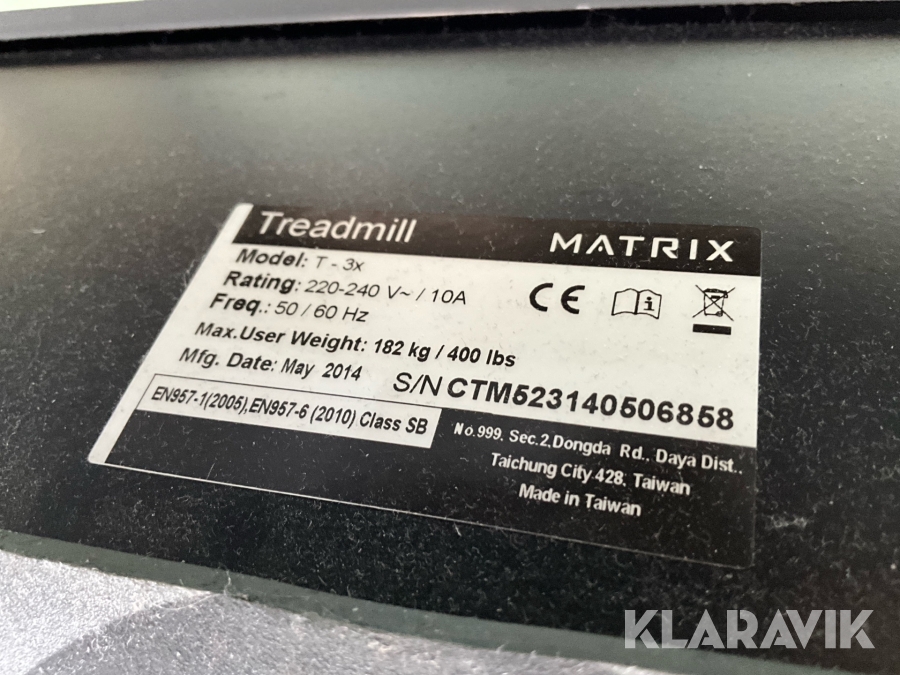 Treadmill
MATRIX
Model: T - 3x
Rating: 220-240 V~ / 10A
Freq.: 50 / 60 Hz
Max.User Weight: 182 kg / 400 lbs
Mfg. Date: May 2014
S/N CTM523140506858
EN957-1(2005),EN957-6 (2010) Class SB
No.999, Sec.2,Dongda Rd., Daya Dist.,
Taichung City 428, Taiwan
Made in Taiwan
KLARAVIK